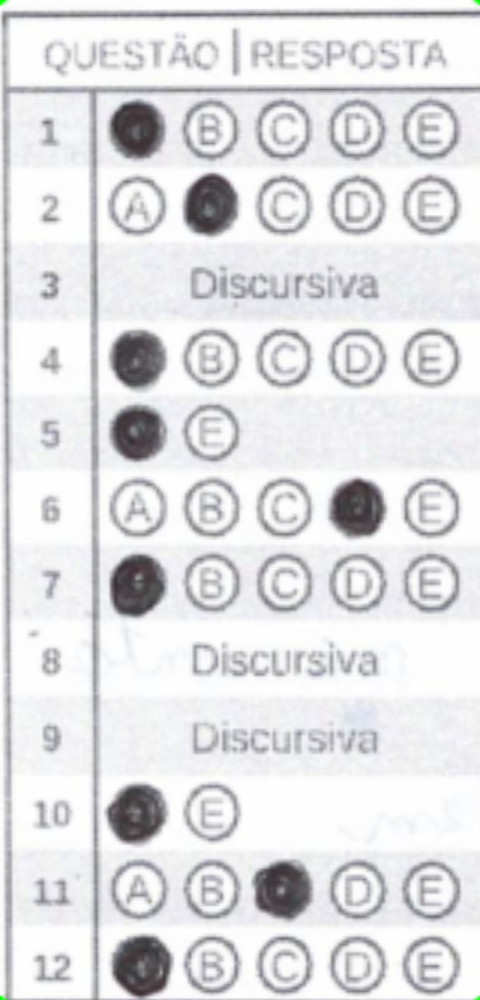 QUESTÃO | RESPOSTA
1 B C D E
2 A C D E
3 Discursiva
4 B C D E
5 E
6 A B C E
7 B C D E
8 Discursiva
9 Discursiva
10 E
11 A B D E
12 B C D E